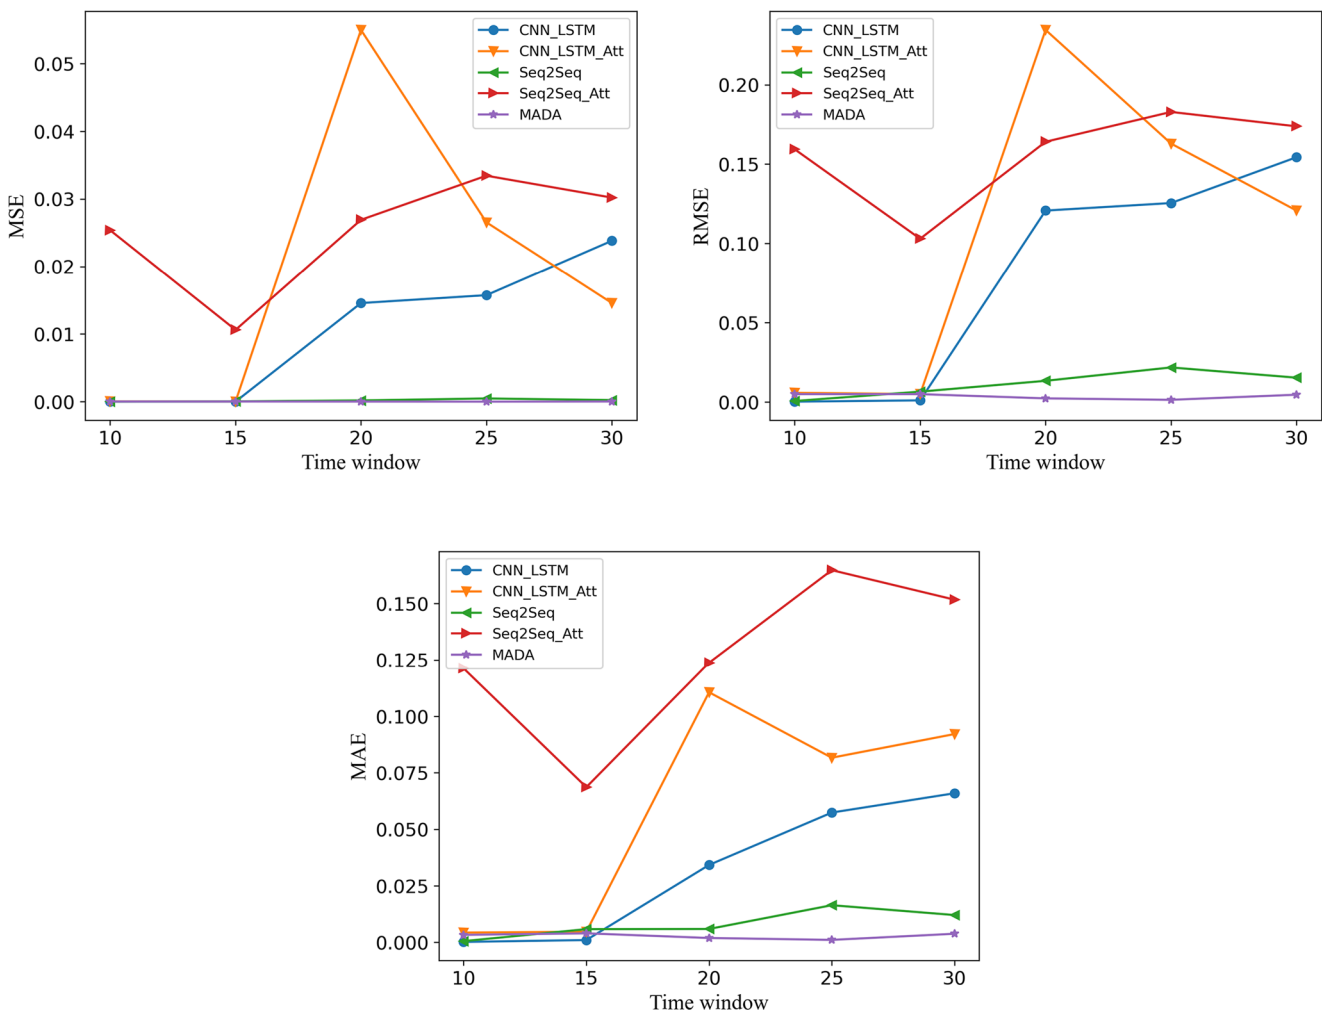 CNN_LSTM
CNN_LSTM_Att
Seq2Seq
Seq2Seq_Att
MADA
0.05
0.04
0.03
0.02
0.01
0.00
MSE
10 15 20 25 30
Time window
CNN_LSTM
CNN_LSTM_Att
Seq2Seq
Seq2Seq_Att
MADA
0.20
0.15
0.10
0.05
0.00
RMSE
10 15 20 25 30
Time window
CNN_LSTM
CNN_LSTM_Att
Seq2Seq
Seq2Seq_Att
MADA
0.150
0.125
0.100
0.075
0.050
0.025
0.000
MAE
10 15 20 25 30
Time window